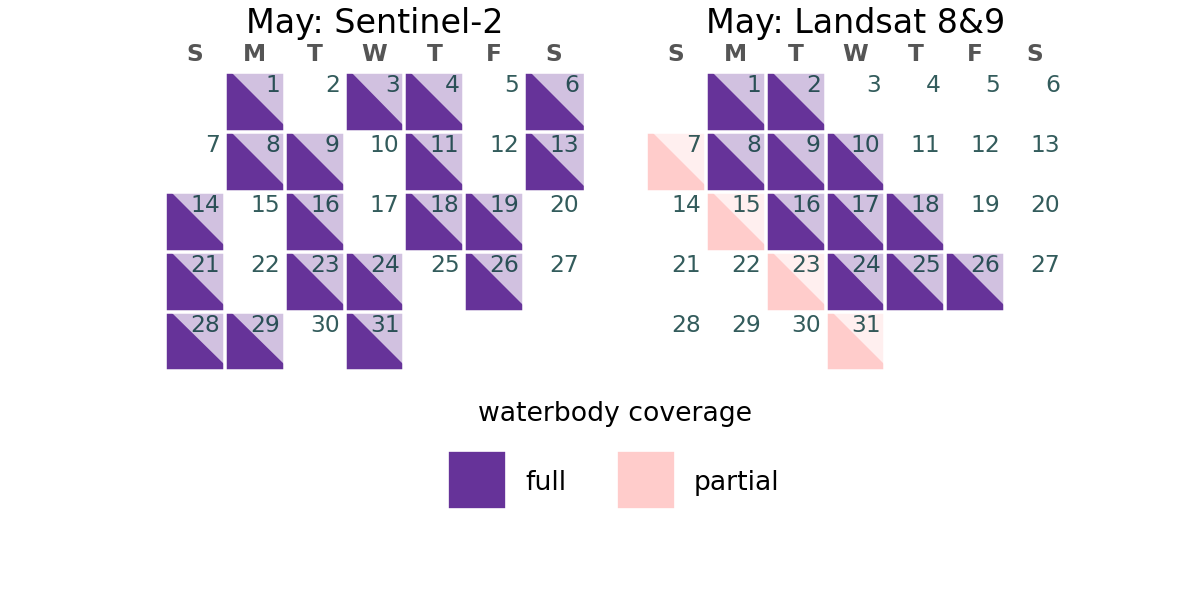 May: Sentinel-2
S M T W T F S
1 2 3 4 5 6
7 8 9 10 11 12 13
14 15 16 17 18 19 20
21 22 23 24 25 26 27
28 29 30 31
May: Landsat 8&9
S M T W T F S
1 2 3 4 5 6
7 8 9 10 11 12 13
14 15 16 17 18 19 20
21 22 23 24 25 26 27
28 29 30 31
waterbody coverage
full partial